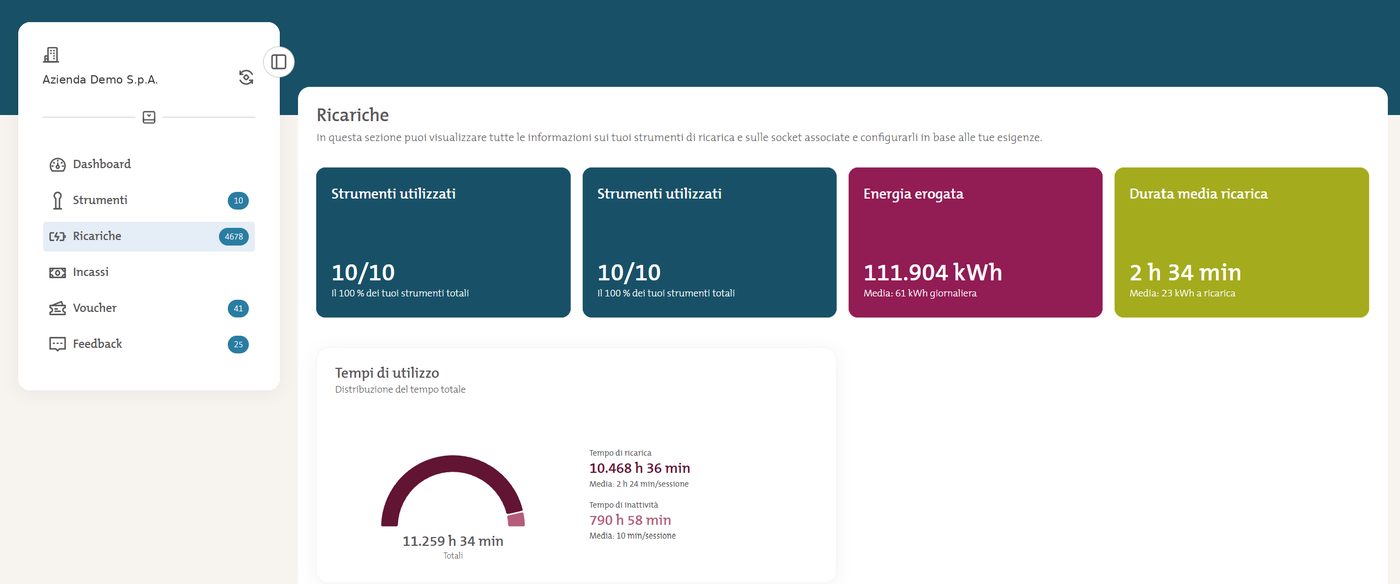 Azienda Demo S.p.A.
Dashboard
Strumenti 10
Ricariche 4678
Incassi
Voucher 41
Feedback 25
Ricariche
In questa sezione puoi visualizzare tutte le informazioni sui tuoi strumenti di ricarica e sulle socket associate e configurarli in base alle tue esigenze.
Strumenti utilizzati
10/10
Il 100 % dei tuoi strumenti totali
Strumenti utilizzati
10/10
Il 100 % dei tuoi strumenti totali
Energia erogata
111.904 kWh
Media: 61 kWh giornaliera
Durata media ricarica
2 h 34 min
Media: 23 kWh a ricarica
Tempi di utilizzo
Distribuzione del tempo totale
11.259 h 34 min
Totali
Tempo di ricarica
10.468 h 36 min
Media: 2 h 24 min/sessione
Tempo di inattività
790 h 58 min
Media: 10 min/sessione